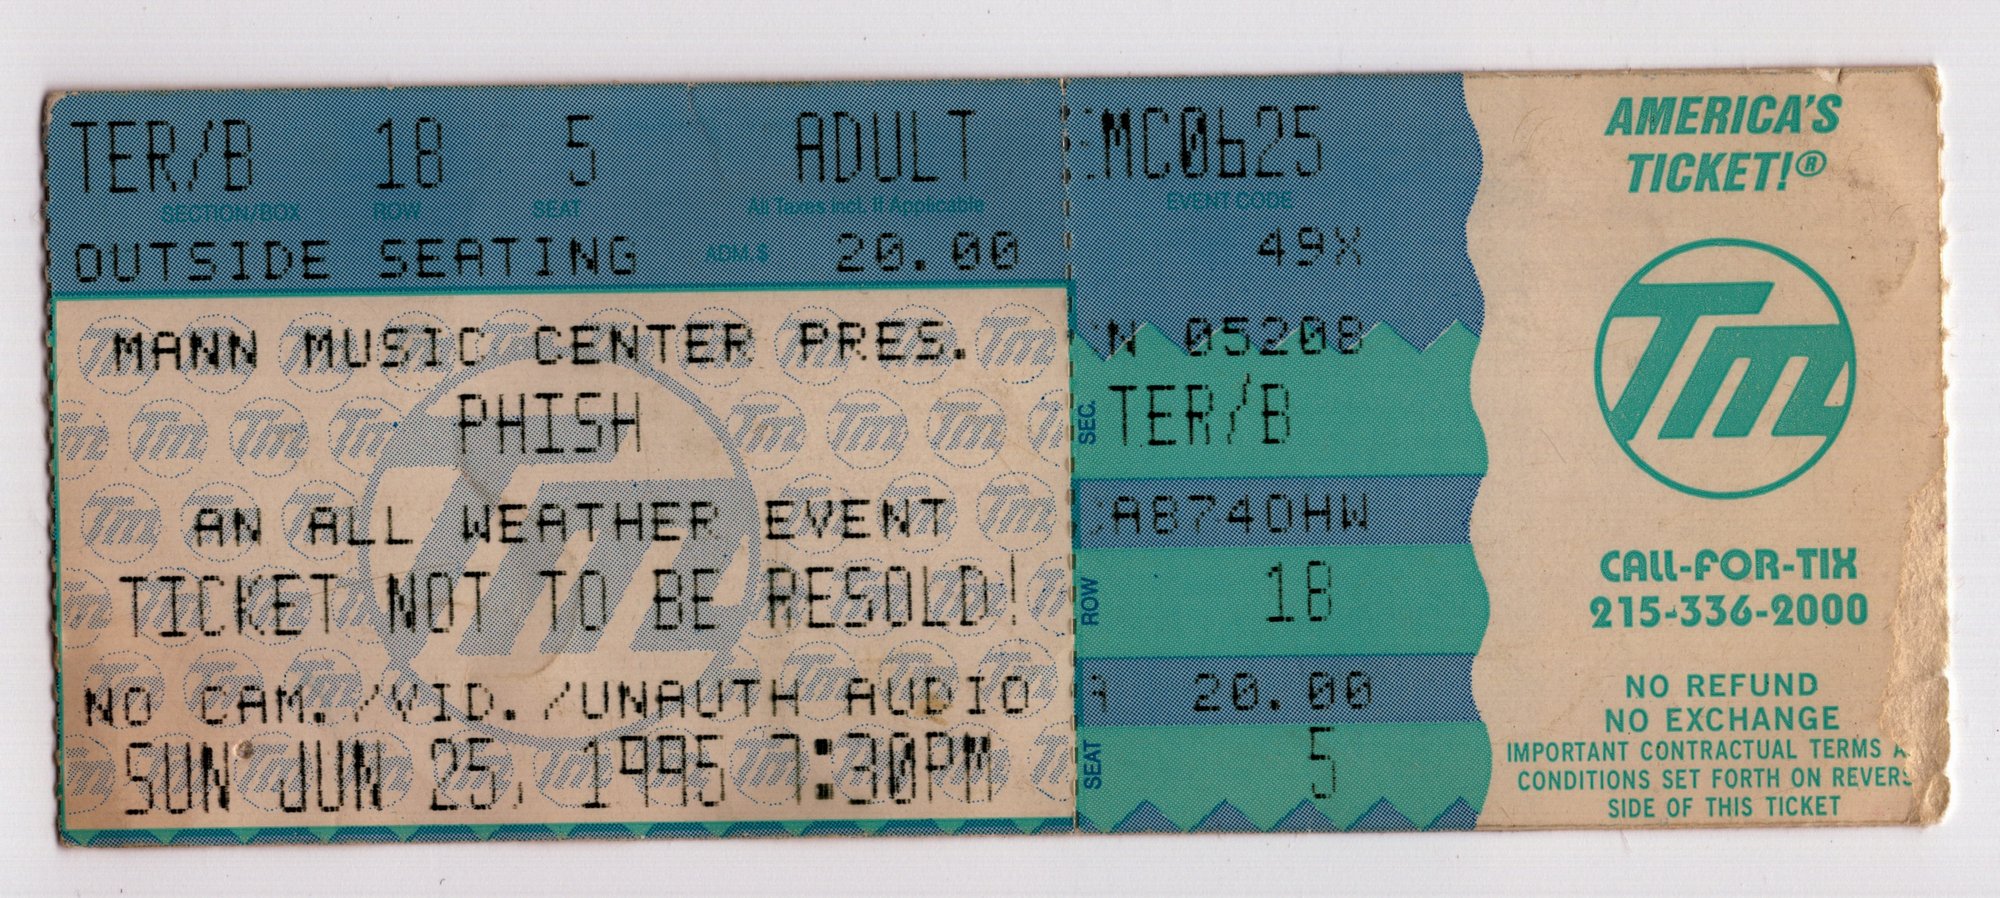 TER/B 18 5 ADULT
SECTION/BOX ROW SEAT All Taxes Incl. If Applicable
OUTSIDE SEATING ADM.$ 20.00
MANN MUSIC CENTER PRES.
PHISH
AN ALL WEATHER EVENT
TICKET NOT TO BE RESOLD!
NO CAM./VID./UNAUTH AUDIO
SUN JUN 25, 1995 7:30PM
EMC0625
EVENT CODE
49X
CN 05208
SEC. TER/B
CA8740HW
ROW 18
A 20.00
SEAT 5
AMERICA'S
TICKET!®
Tm
CALL-FOR-TIX
215-336-2000
NO REFUND
NO EXCHANGE
IMPORTANT CONTRACTUAL TERMS A
CONDITIONS SET FORTH ON REVERS
SIDE OF THIS TICKET